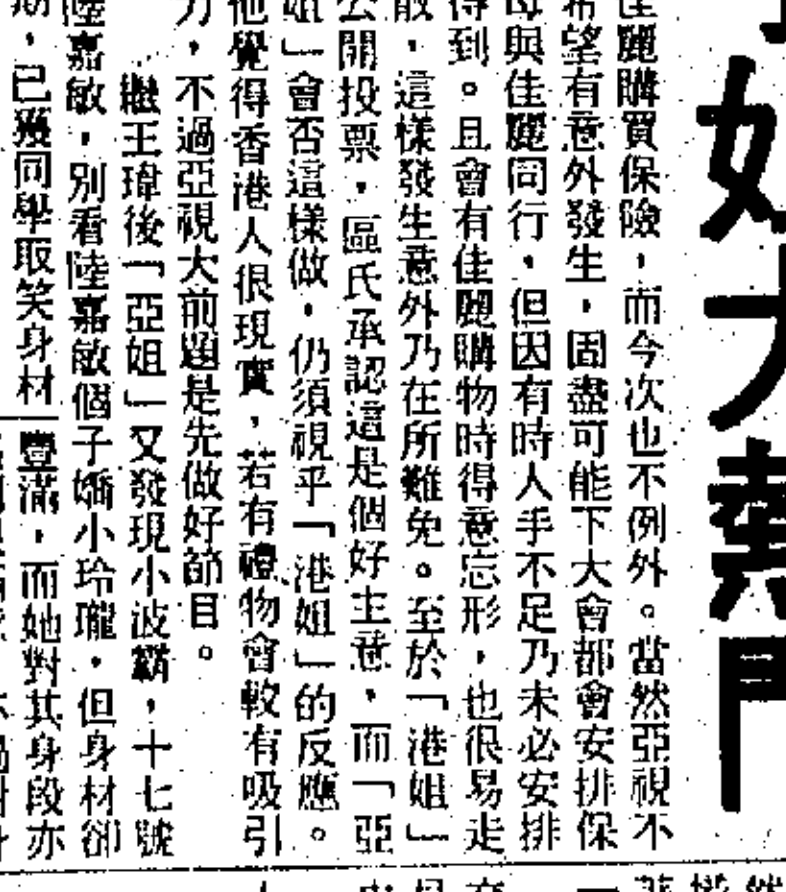 大熱門
佳麗購買保險，而今次也不例外。當然亞視不
希望有意外發生，固盡可能下大會都會安排保
母與佳麗同行，但因有時人手不足乃未必安排
得到。且會有佳麗購物時得意忘形，也很易走
散，這樣發生意外乃在所難免。至於「港姐」
公開投票，區氏承認這是個好主意，而「亞
姐」會否這樣做，仍須視乎「港姐」的反應。
他覺得香港人很現實，若有禮物會較有吸引
力，不過亞視大前題是先做好節目。
繼王瑋後「亞姐」又發現小波霸，十七號
陸嘉敏，別看陸嘉敏個子嬌小玲瓏，但身材卻
期，已獲同學取笑身材
豐滿，而她對其身段亦